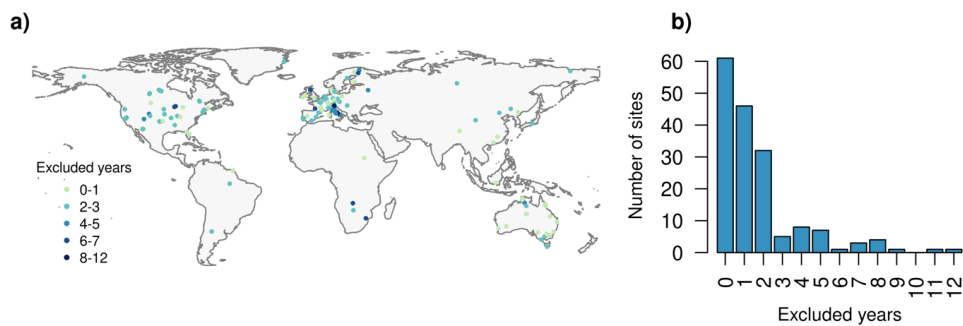 a)
Excluded years
0-1
2-3
4-5
6-7
8-12
b)
Number of sites
60
50
40
30
20
10
0
0 1 2 3 4 5 6 7 8 9 10 11 12
Excluded years